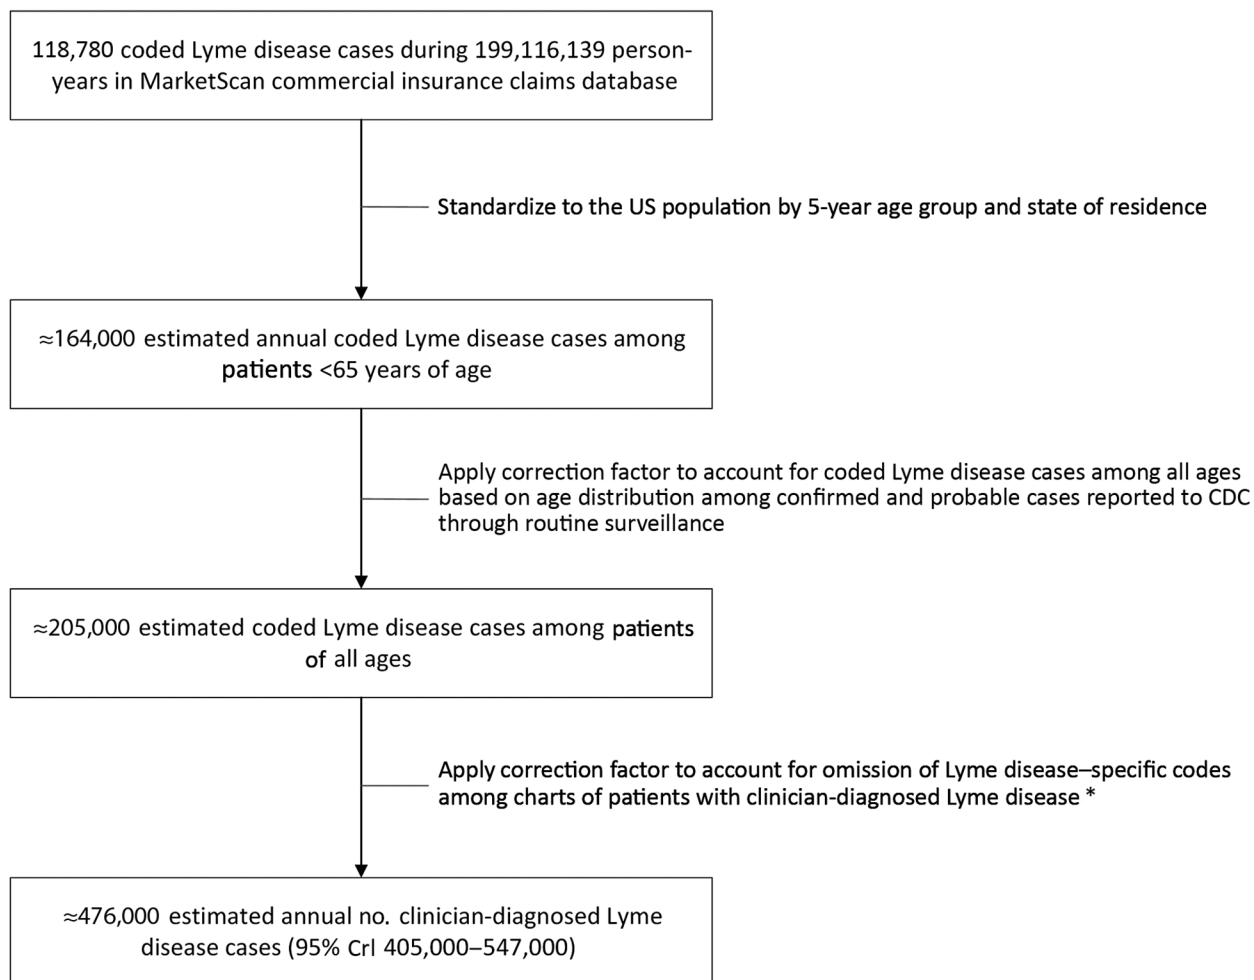 118,780 coded Lyme disease cases during 199,116,139 person-
years in MarketScan commercial insurance claims database
Standardize to the US population by 5-year age group and state of residence
≈164,000 estimated annual coded Lyme disease cases among
patients <65 years of age
Apply correction factor to account for coded Lyme disease cases among all ages
based on age distribution among confirmed and probable cases reported to CDC
through routine surveillance
≈205,000 estimated coded Lyme disease cases among patients
of all ages
Apply correction factor to account for omission of Lyme disease–specific codes
among charts of patients with clinician-diagnosed Lyme disease *
≈476,000 estimated annual no. clinician-diagnosed Lyme
disease cases (95% CrI 405,000–547,000)